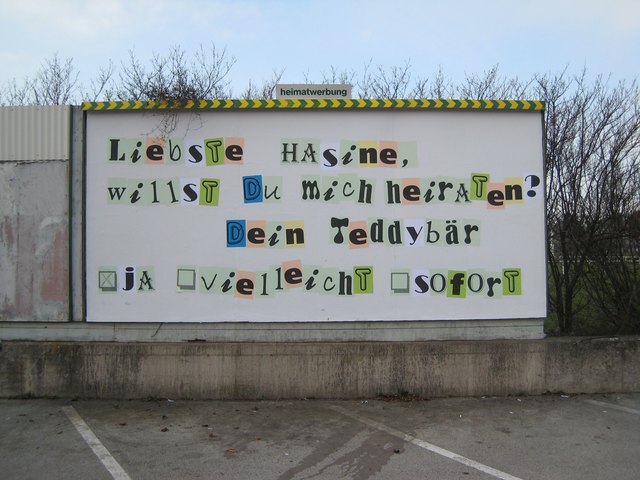 heimatwerbung
Liebste Hasine,
willst Du mich heiraten?
Dein Teddybär
☒ja ☐vielleicht ☐sofort